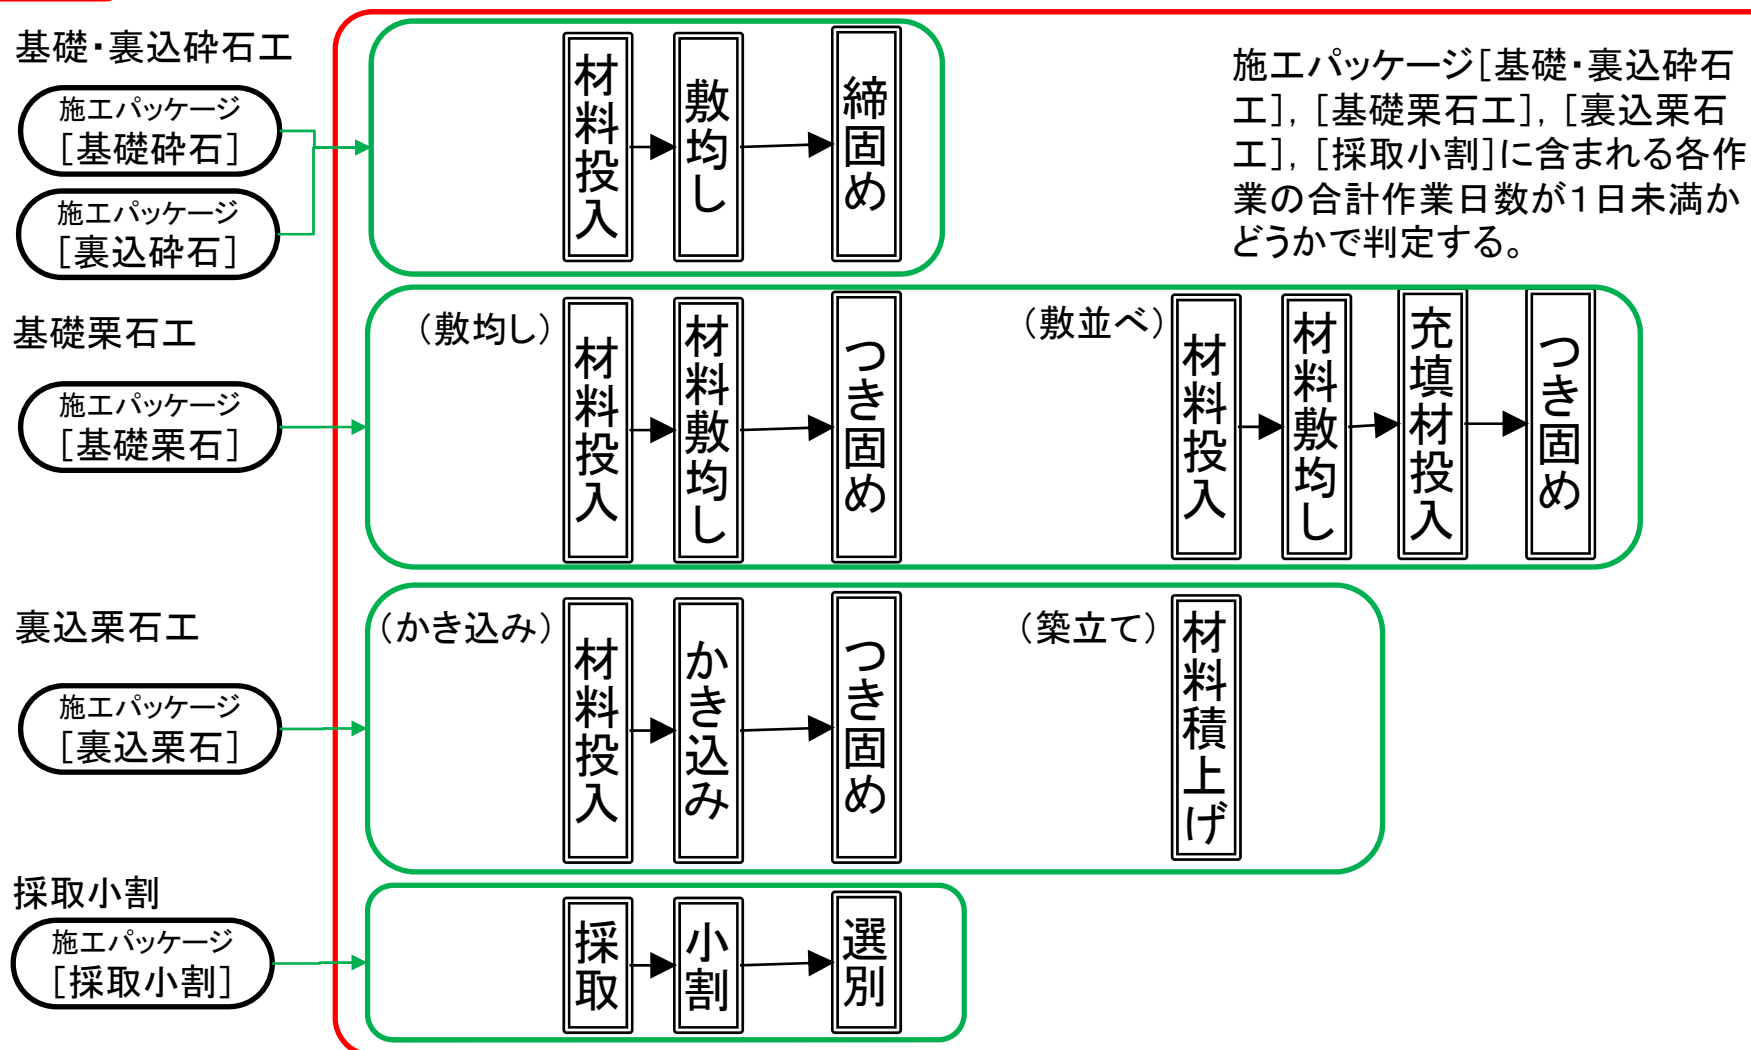 基礎・裏込砕石工
施工パッケージ
[基礎砕石]
施工パッケージ
[裏込砕石]
材料投入
敷均し
締固め
施工パッケージ[基礎・裏込砕石
工], [基礎栗石工], [裏込栗石
工], [採取小割]に含まれる各作
業の合計作業日数が1日未満か
どうかで判定する。
基礎栗石工
施工パッケージ
[基礎栗石]
(敷均し)
材料投入
材料敷均し
つき固め
(敷並べ)
材料投入
材料敷均し
充填材投入
つき固め
裏込栗石工
施工パッケージ
[裏込栗石]
(かき込み)
材料投入
かき込み
つき固め
(築立て)
材料積上げ
採取小割
施工パッケージ
[採取小割]
採取
小割
選別